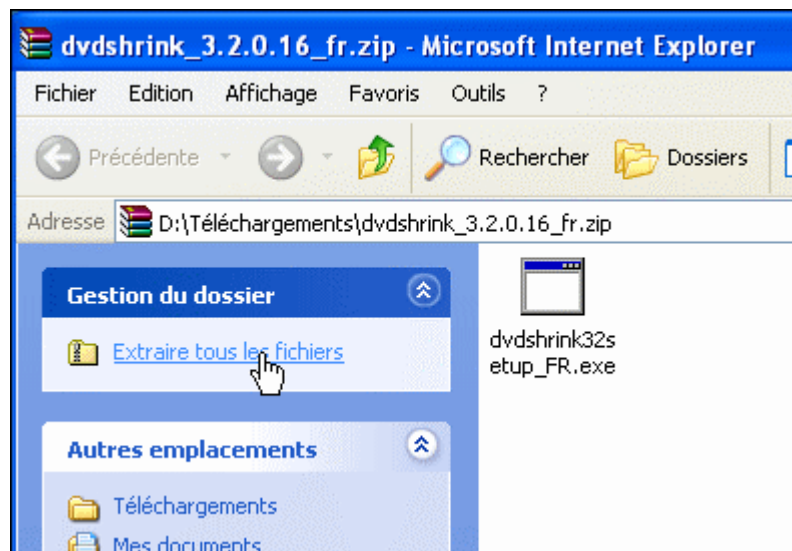 dvdshrink_3.2.0.16_fr.zip - Microsoft Internet Explorer
Fichier Edition Affichage Favoris Outils ?
Précédente Rechercher Dossiers
Adresse D:\Téléchargements\dvdshrink_3.2.0.16_fr.zip
Gestion du dossier
Extraire tous les fichiers
dvdshrink32s
etup_FR.exe
Autres emplacements
Téléchargements
Mes documents